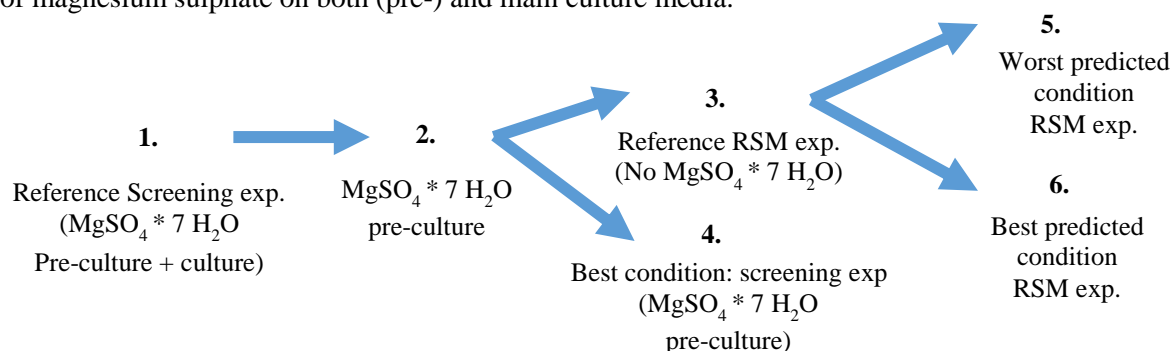 of magnesium sulphate on both (pre-) and main culture media.
1.
Reference Screening exp.
(MgSO4 * 7 H2O
Pre-culture + culture)
2.
MgSO4 * 7 H2O
pre-culture
3.
Reference RSM exp.
(No MgSO4 * 7 H2O)
4.
Best condition: screening exp
(MgSO4 * 7 H2O
pre-culture)
5.
Worst predicted
condition
RSM exp.
6.
Best predicted
condition
RSM exp.